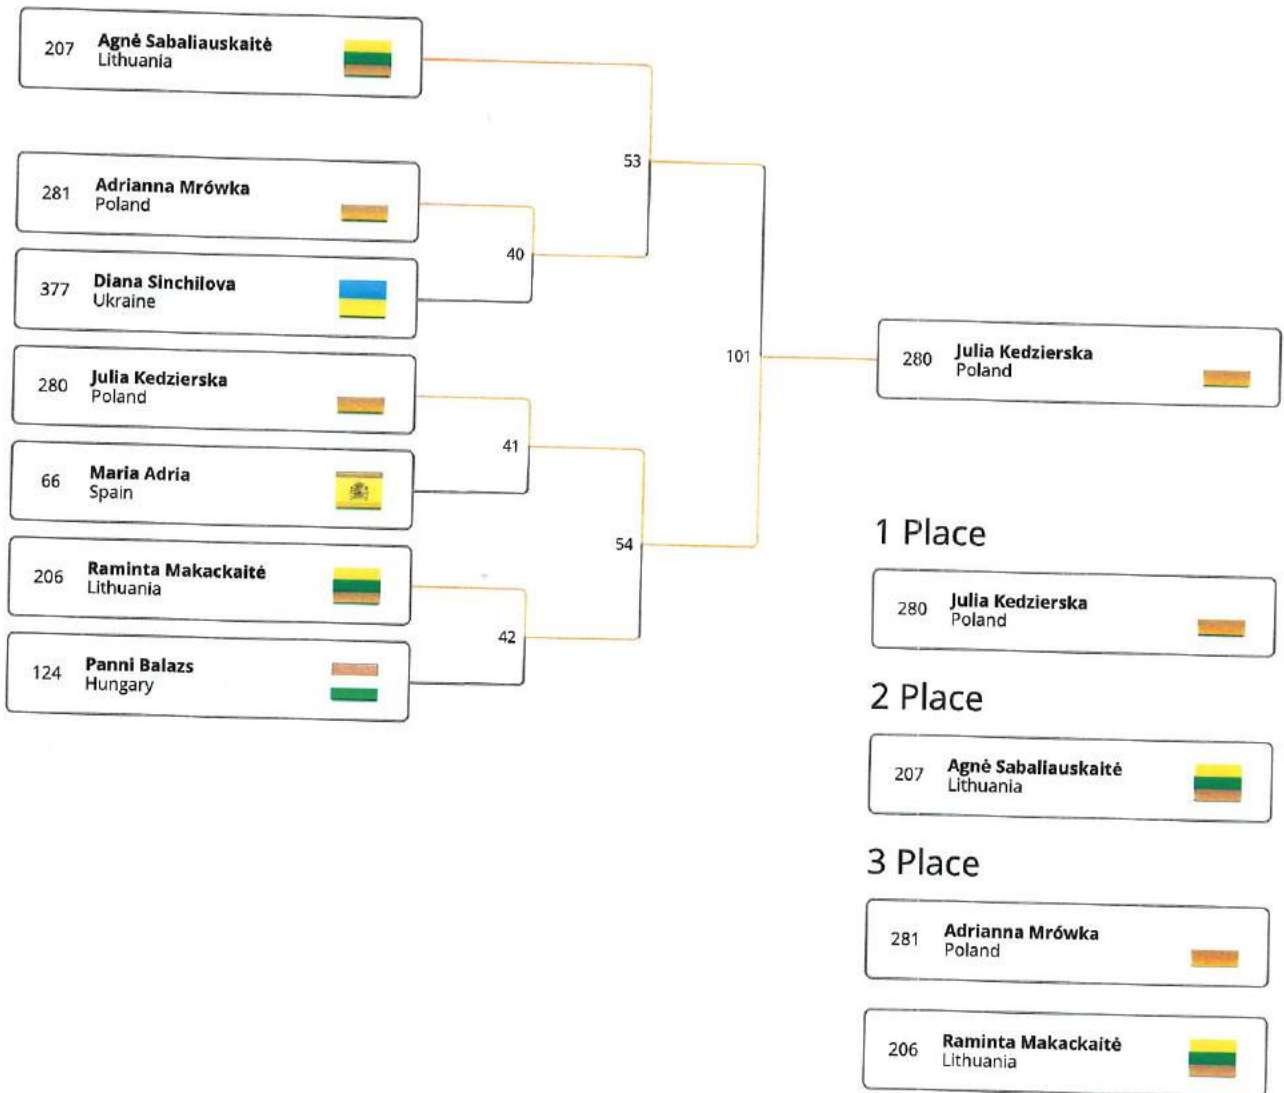 207 Agnė Sabaliauskaitė
Lithuania
281 Adrianna Mrówka
Poland
377 Diana Sinchilova
Ukraine
280 Julia Kedzierska
Poland
66 Maria Adria
Spain
206 Raminta Makackaitė
Lithuania
124 Panni Balazs
Hungary
53
40
41
54
42
101
280 Julia Kedzierska
Poland
1 Place
280 Julia Kedzierska
Poland
2 Place
207 Agnė Sabaliauskaitė
Lithuania
3 Place
281 Adrianna Mrówka
Poland
206 Raminta Makackaitė
Lithuania